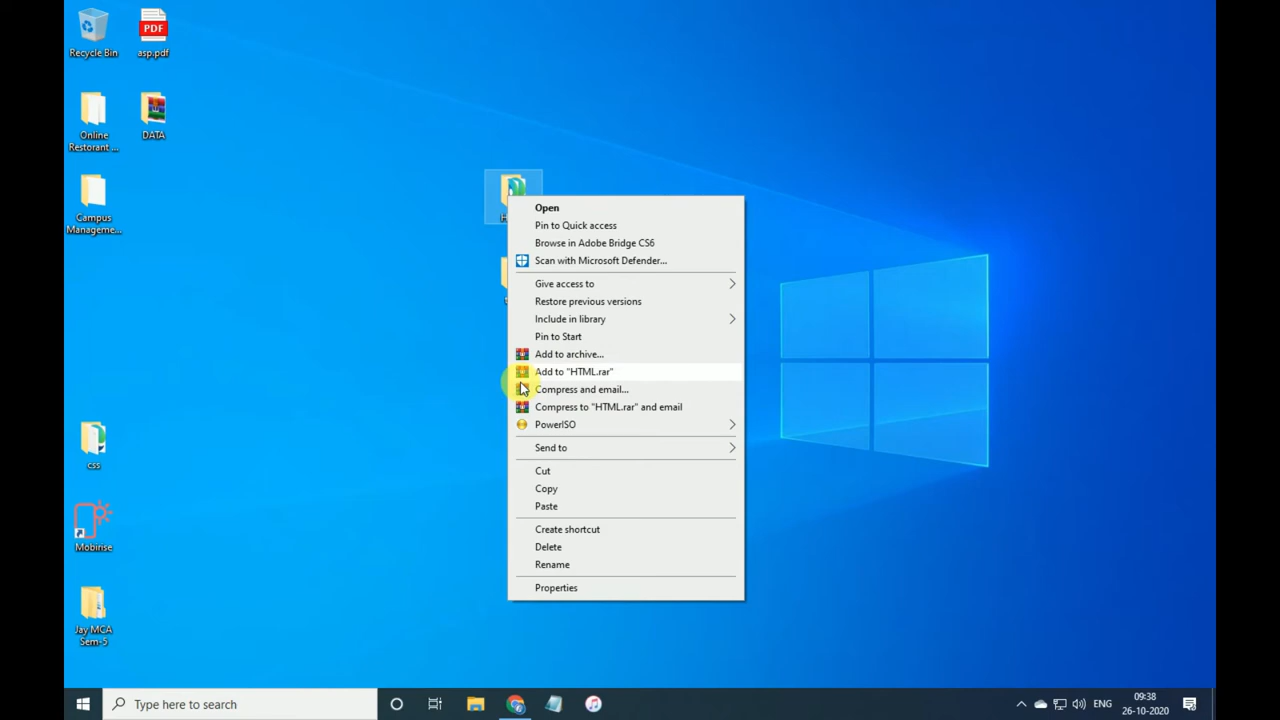 Recycle Bin
PDF
asp.pdf
Online
Restorant ...
DATA
Campus
Manageme...
css
Mobirise
Jay MCA
Sem-5
Open
Pin to Quick access
Browse in Adobe Bridge CS6
Scan with Microsoft Defender...
Give access to
Restore previous versions
Include in library
Pin to Start
Add to archive...
Add to "HTML.rar"
Compress and email...
Compress to "HTML.rar" and email
PowerISO
Send to
Cut
Copy
Paste
Create shortcut
Delete
Rename
Properties
Type here to search
ENG
09:38
26-10-2020